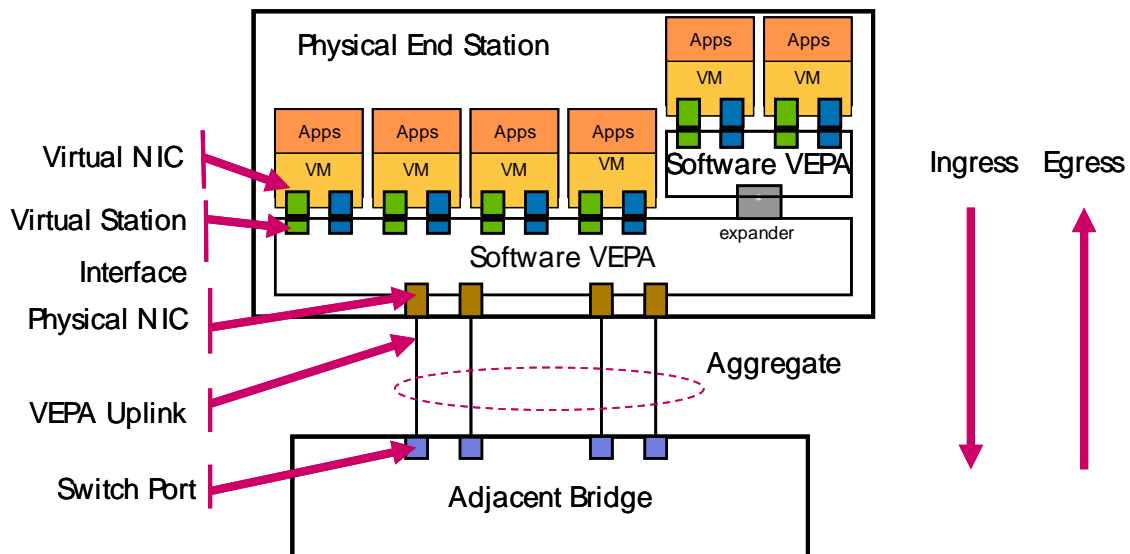 Physical End Station
Apps
Apps
VM
VM
Apps
Apps
Apps
Apps
VM
VM
VM
VM
Software VEPA
expander
Software VEPA
Virtual NIC
Virtual Station
Interface
Physical NIC
VEPA Uplink
Switch Port
Aggregate
Adjacent Bridge
Ingress
Egress